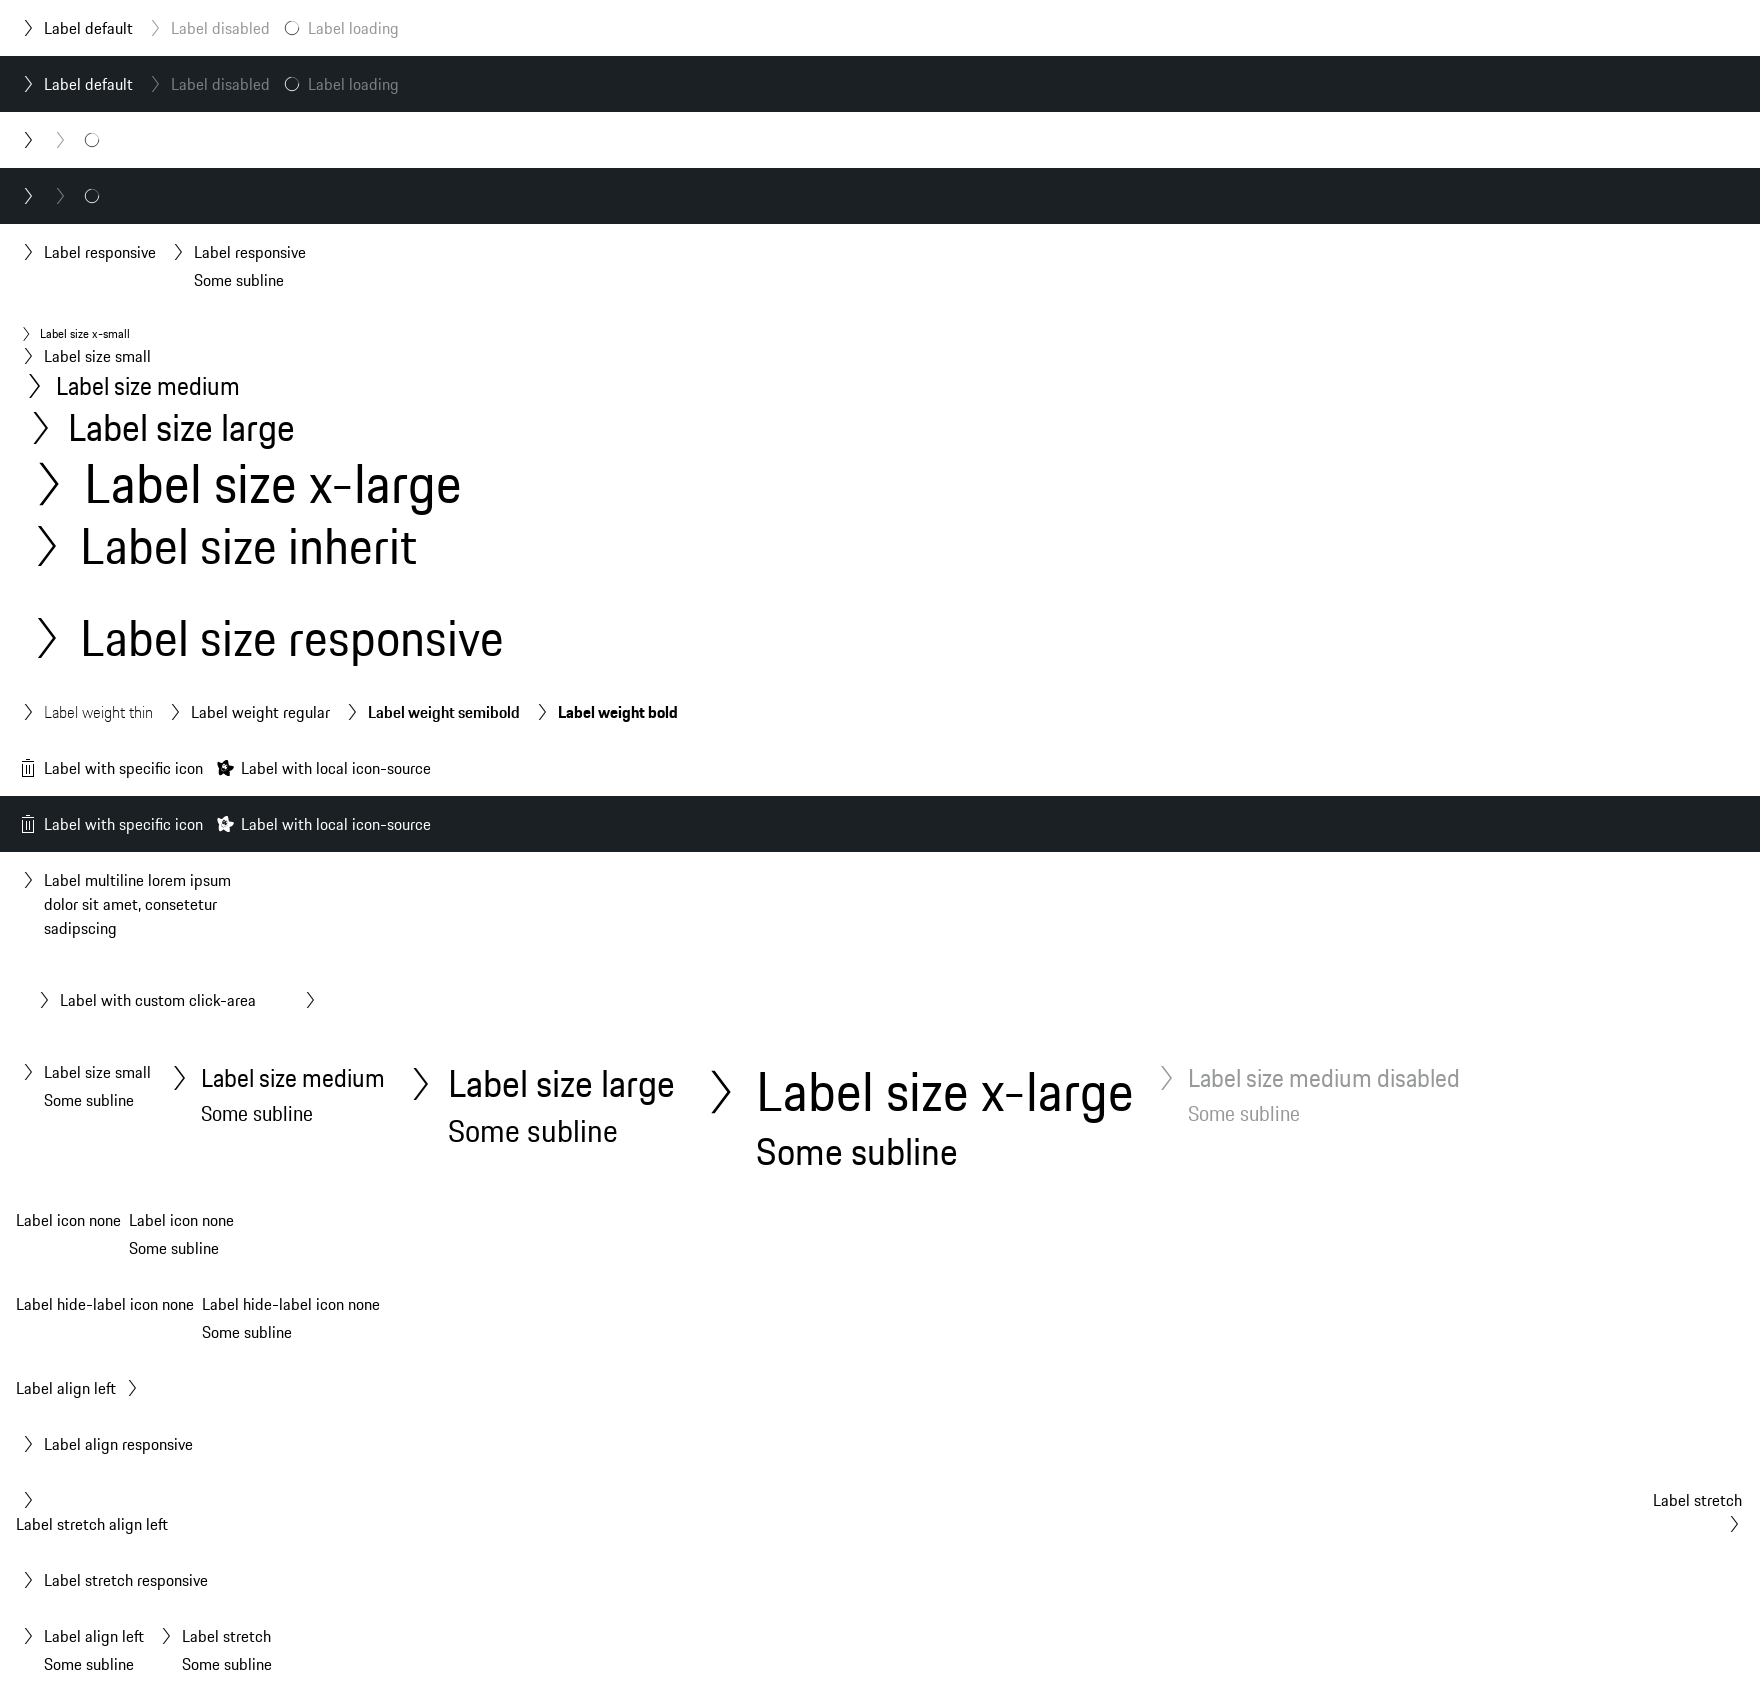 Label default Label disabled Label loading
Label default Label disabled Label loading
Label responsive Label responsive
Some subline
Label size x-small
Label size small
Label size medium
Label size large
Label size x-large
Label size inherit
Label size responsive
Label weight thin Label weight regular Label weight semibold Label weight bold
Label with specific icon Label with local icon-source
Label with specific icon Label with local icon-source
Label multiline lorem ipsum
dolor sit amet, consetetur
sadipscing
Label with custom click-area
Label size small Label size medium Label size large Label size x-large Label size medium disabled
Some subline Some subline Some subline Some subline Some subline
Label icon none Label icon none
Some subline
Label hide-label icon none Label hide-label icon none
Some subline
Label align left
Label align responsive
Label stretch
Label stretch align left
Label stretch responsive
Label align left Label stretch
Some subline Some subline